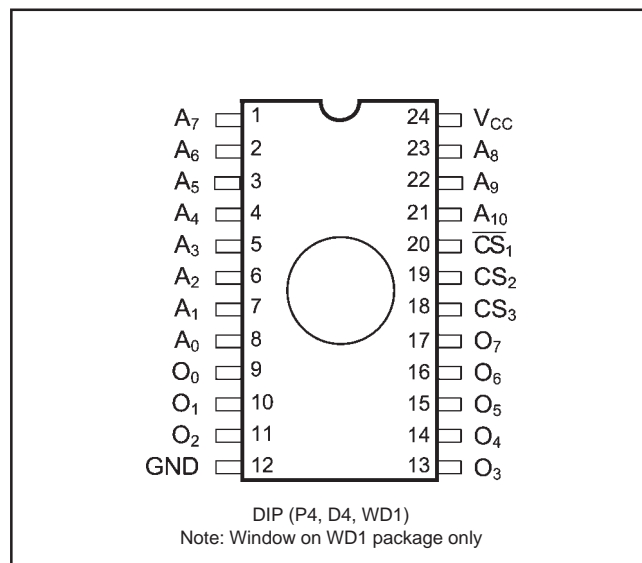 A₇ 1 24 V_CC
A₆ 2 23 A₈
A₅ 3 22 A₉
A₄ 4 21 A₁₀
A₃ 5 20 C̅S̅₁
A₂ 6 19 CS₂
A₁ 7 18 CS₃
A₀ 8 17 O₇
O₀ 9 16 O₆
O₁ 10 15 O₅
O₂ 11 14 O₄
GND 12 13 O₃
DIP (P4, D4, WD1)
Note: Window on WD1 package only